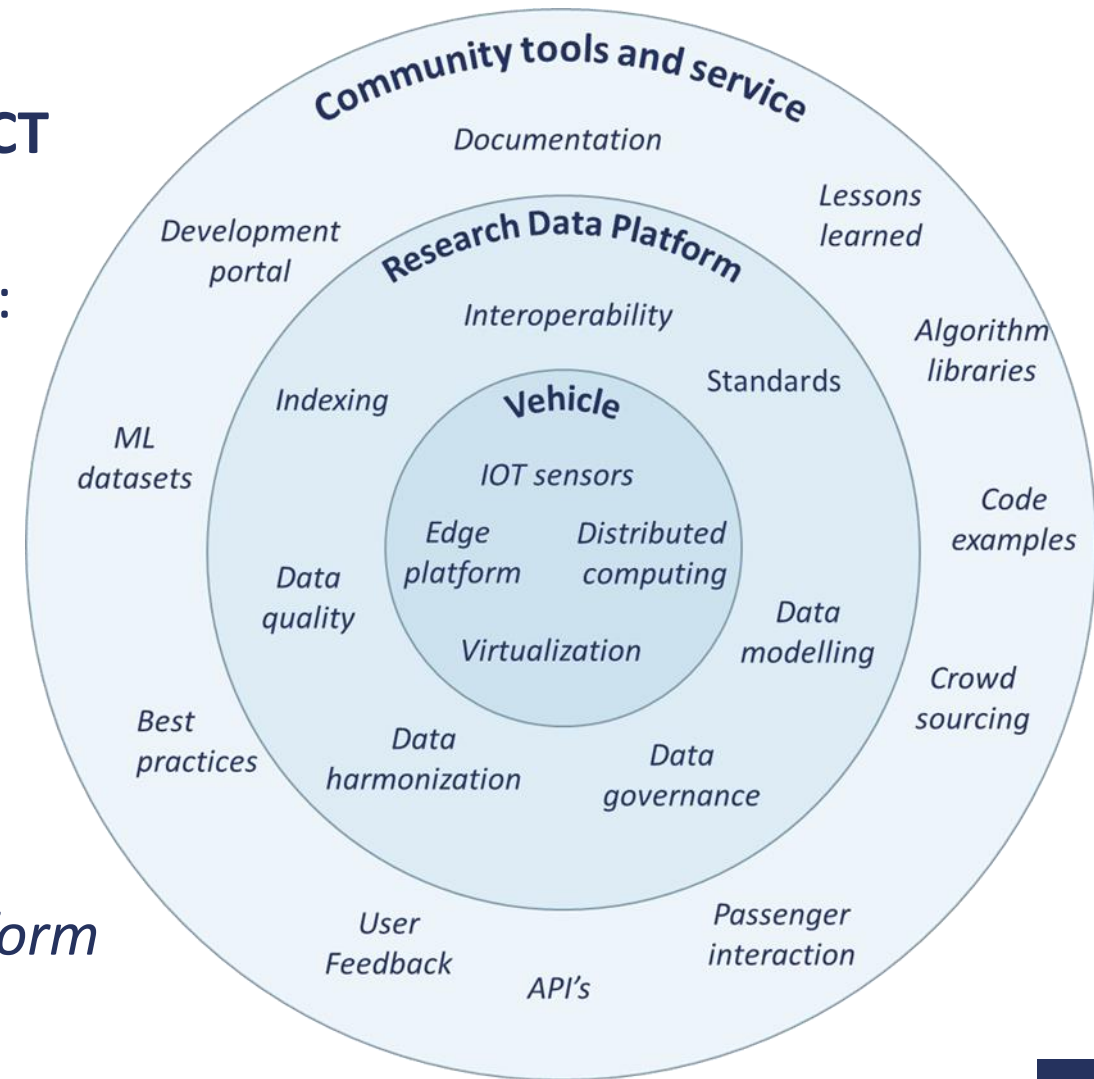 CT
:
form
Community tools and service
Documentation
Lessons
learned
Development
portal
Algorithm
libraries
ML
datasets
Code
examples
Crowd
sourcing
Best
practices
User
Feedback
API's
Passenger
interaction
Research Data Platform
Interoperability
Standards
Indexing
Data
quality
Data
modelling
Data
harmonization
Data
governance
Vehicle
IOT sensors
Edge
platform
Distributed
computing
Virtualization